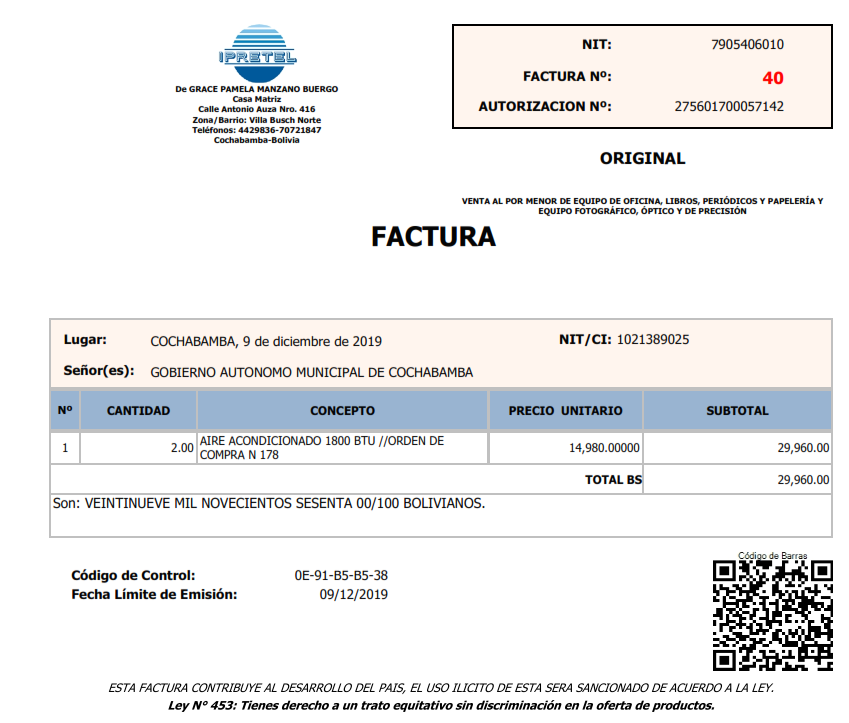 IPRETEL
De GRACE PAMELA MANZANO BUERGO
Casa Matriz
Calle Antonio Auza Nro. 416
Zona/Barrio: Villa Busch Norte
Teléfonos: 4429836-70721847
Cochabamba-Bolivia
NIT: 7905406010
FACTURA Nº: 40
AUTORIZACION Nº: 275601700057142
ORIGINAL
VENTA AL POR MENOR DE EQUIPO DE OFICINA, LIBROS, PERIÓDICOS Y PAPELERÍA Y
EQUIPO FOTOGRÁFICO, ÓPTICO Y DE PRECISIÓN
FACTURA
Lugar: COCHABAMBA, 9 de diciembre de 2019 NIT/CI: 1021389025
Señor(es): GOBIERNO AUTONOMO MUNICIPAL DE COCHABAMBA
Nº CANTIDAD CONCEPTO PRECIO UNITARIO SUBTOTAL
1 2.00 AIRE ACONDICIONADO 1800 BTU //ORDEN DE
COMPRA N 178 14,980.00000 29,960.00
TOTAL BS 29,960.00
Son: VEINTINUEVE MIL NOVECIENTOS SESENTA 00/100 BOLIVIANOS.
Código de Barras
Código de Control: 0E-91-B5-B5-38
Fecha Límite de Emisión: 09/12/2019
ESTA FACTURA CONTRIBUYE AL DESARROLLO DEL PAIS, EL USO ILICITO DE ESTA SERA SANCIONADO DE ACUERDO A LA LEY.
Ley N° 453: Tienes derecho a un trato equitativo sin discriminación en la oferta de productos.